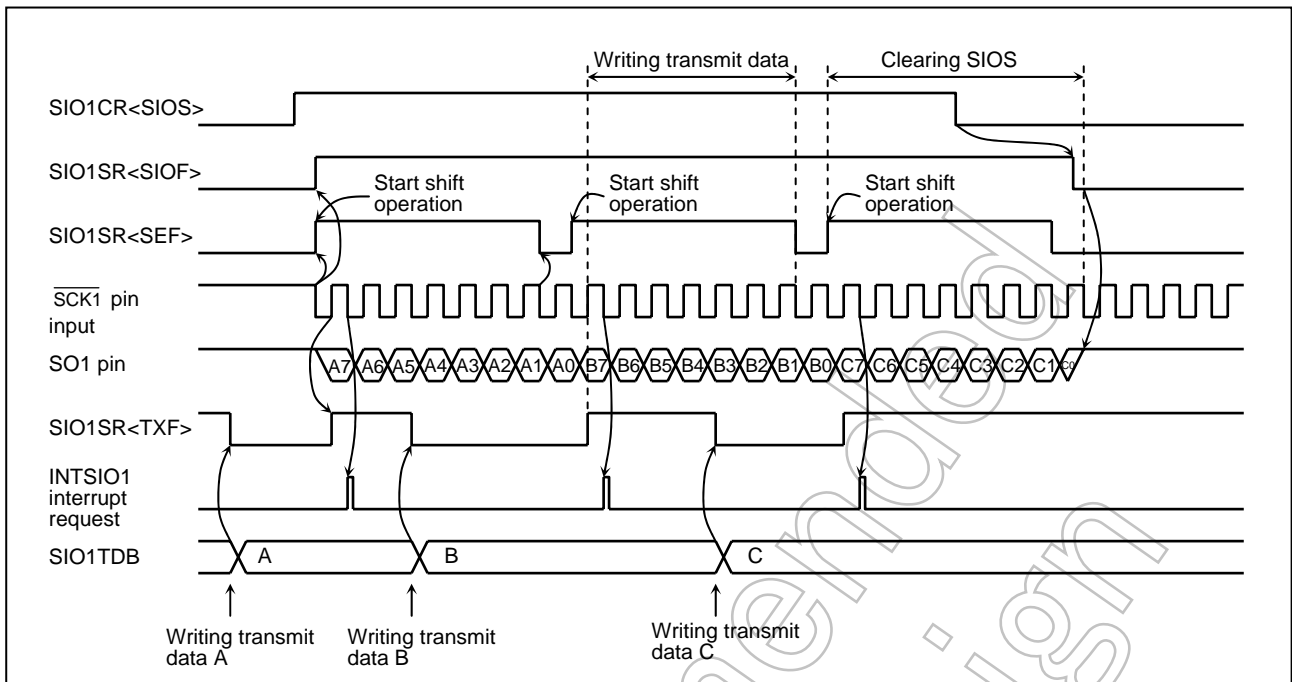 Writing transmit data
Clearing SIOS
SIO1CR<SIOS>
SIO1SR<SIOF>
Start shift
operation
Start shift
operation
Start shift
operation
SIO1SR<SEF>
SCK1 pin
input
SO1 pin
A7 A6 A5 A4 A3 A2 A1 A0 B7 B6 B5 B4 B3 B2 B1 B0 C7 C6 C5 C4 C3 C2 C1 C0
SIO1SR<TXF>
INTSIO1
interrupt
request
SIO1TDB
A
B
C
Writing transmit
data A
Writing transmit
data B
Writing transmit
data C